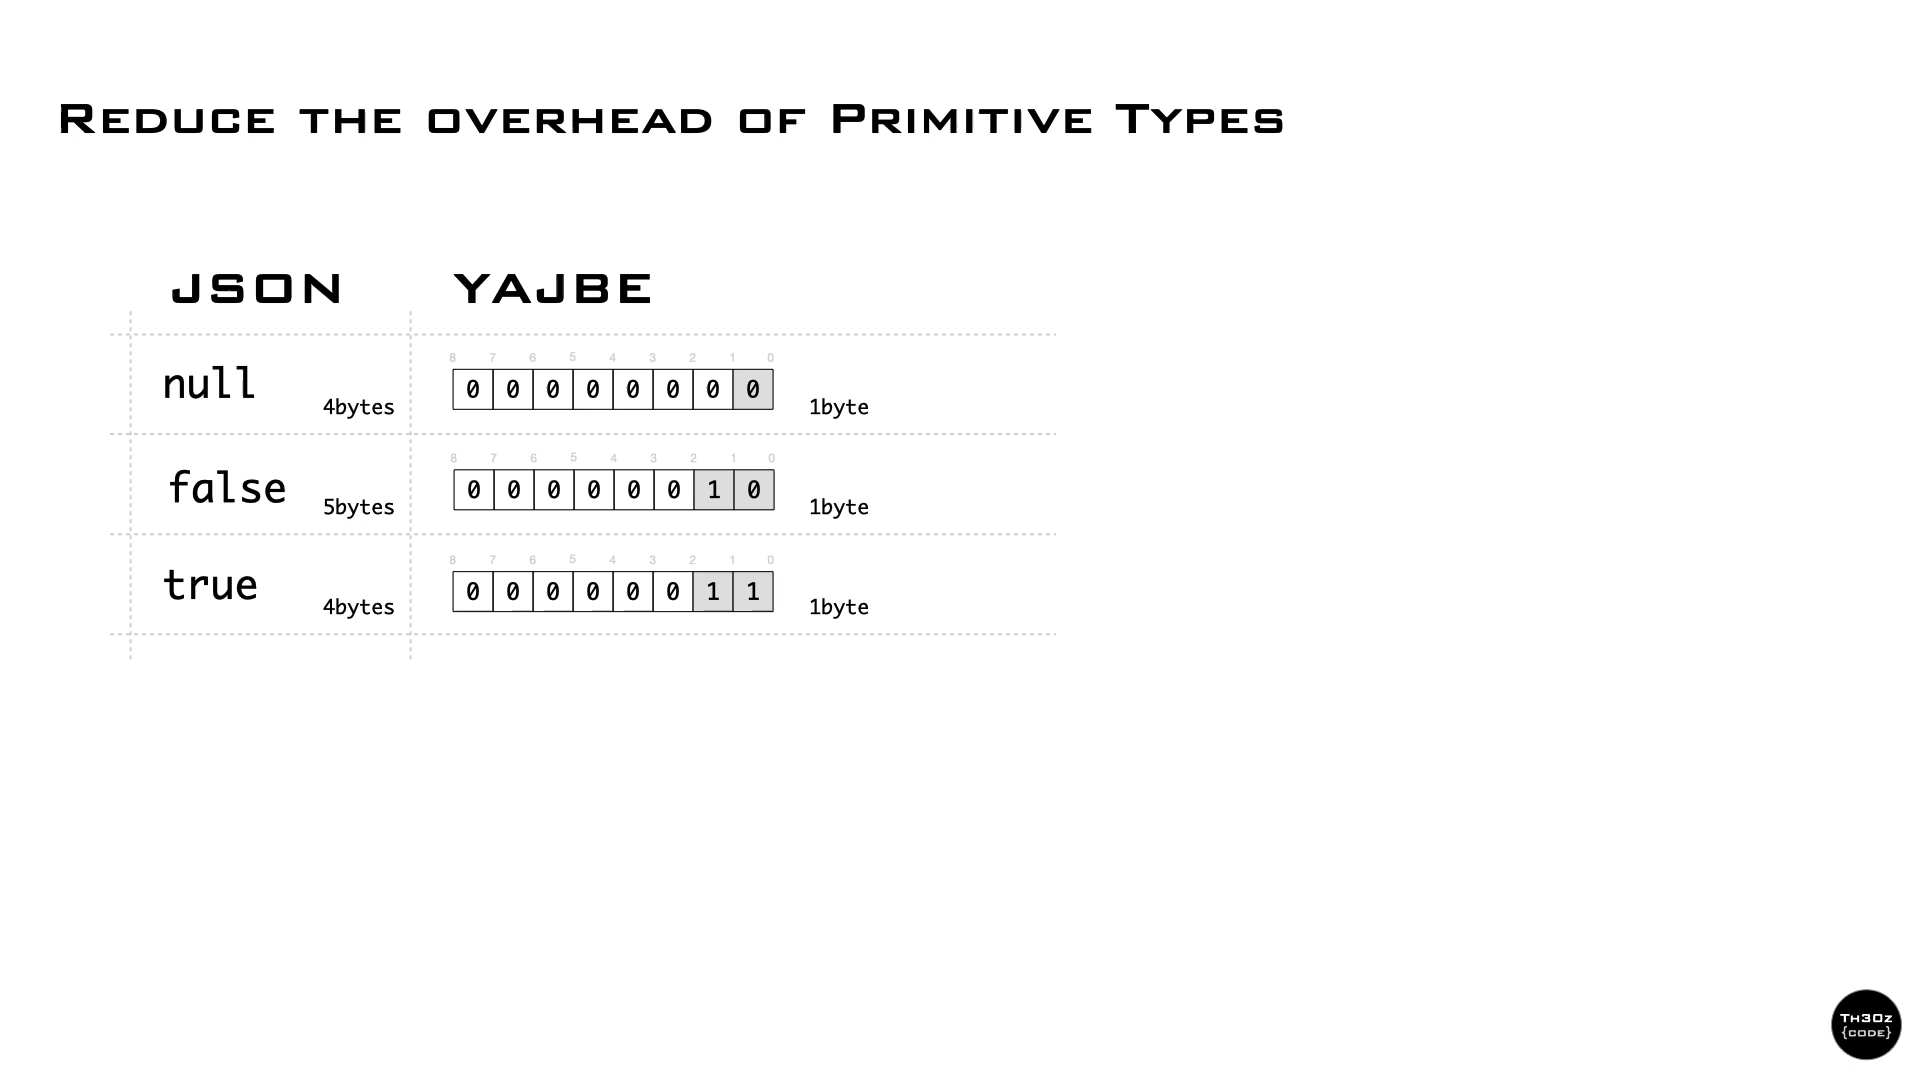 Reduce the overhead of Primitive Types
JSON YAJBE
8 7 6 5 4 3 2 1 0
null 4bytes 0 0 0 0 0 0 0 0 1byte
8 7 6 5 4 3 2 1 0
false 5bytes 0 0 0 0 0 0 1 0 1byte
8 7 6 5 4 3 2 1 0
true 4bytes 0 0 0 0 0 0 1 1 1byte
Th30z
{code}